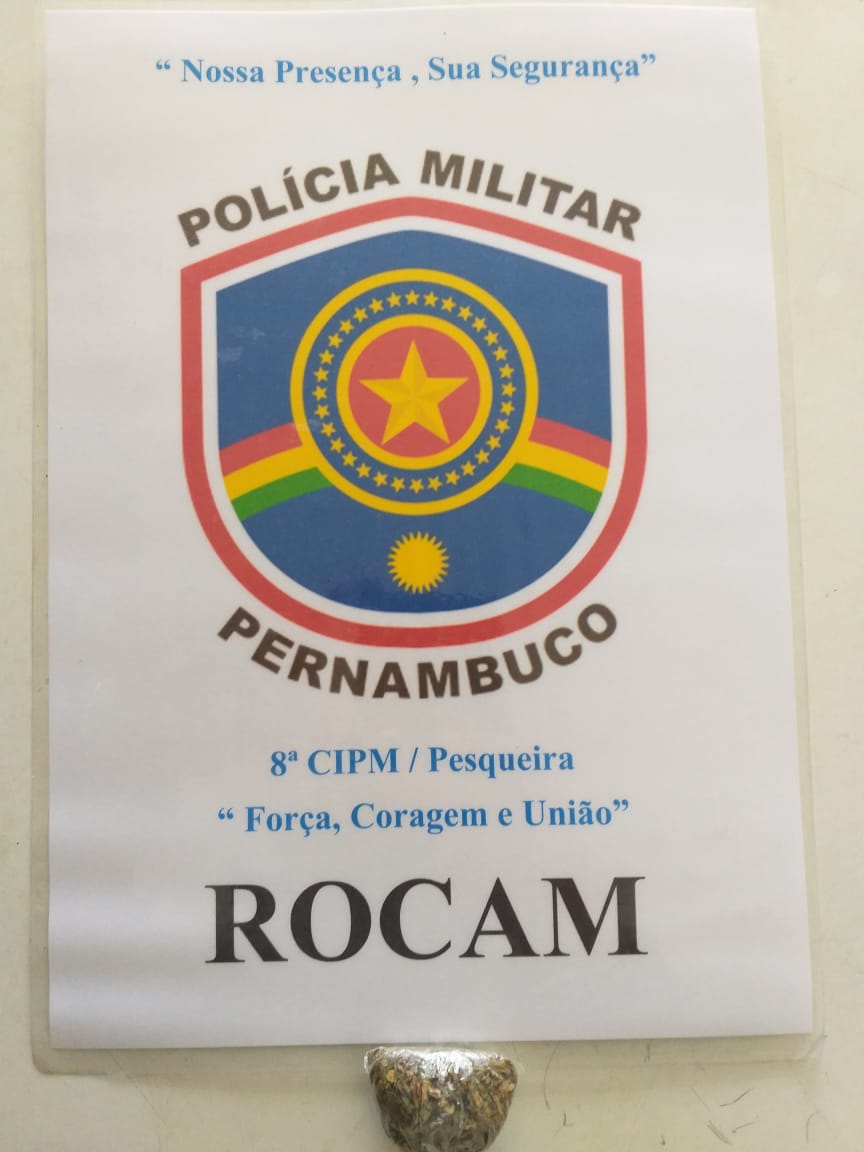 “ Nossa Presença , Sua Segurança”
POLÍCIA MILITAR
PERNAMBUCO
8ª CIPM / Pesqueira
“ Força, Coragem e União”
ROCAM